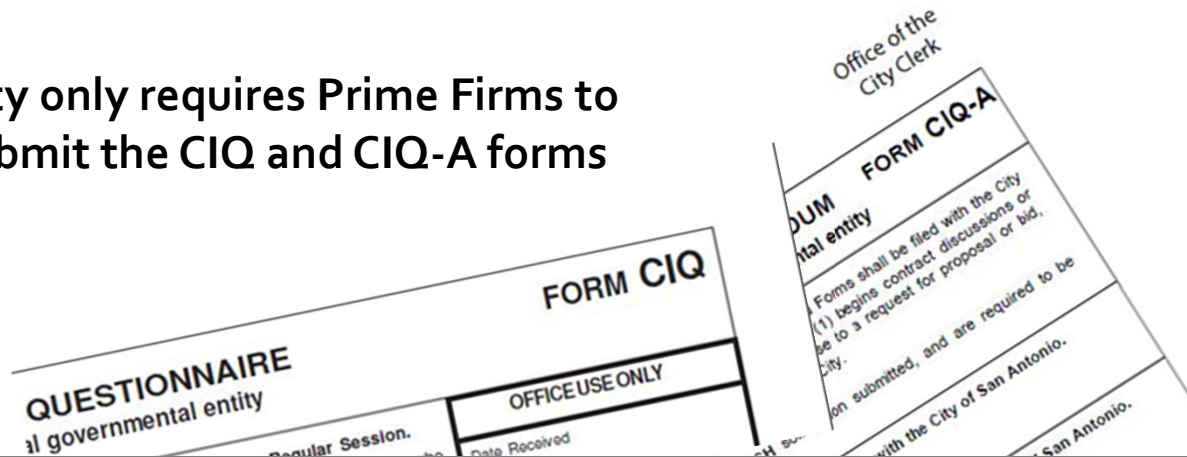 ty only requires Prime Firms to
bmit the CIQ and CIQ-A forms
Office of the
City Clerk
FORM CIQ-A
DUM
ntal entity
Forms shall be filed with the City
(1) begins contract discussions or
se to a request for proposal or bid,
City.
on submitted, and are required to be
with the City of San Antonio.
San Antonio.
FORM CIQ
QUESTIONNAIRE
al governmental entity
OFFICE USE ONLY
Regular Session.
Date Received